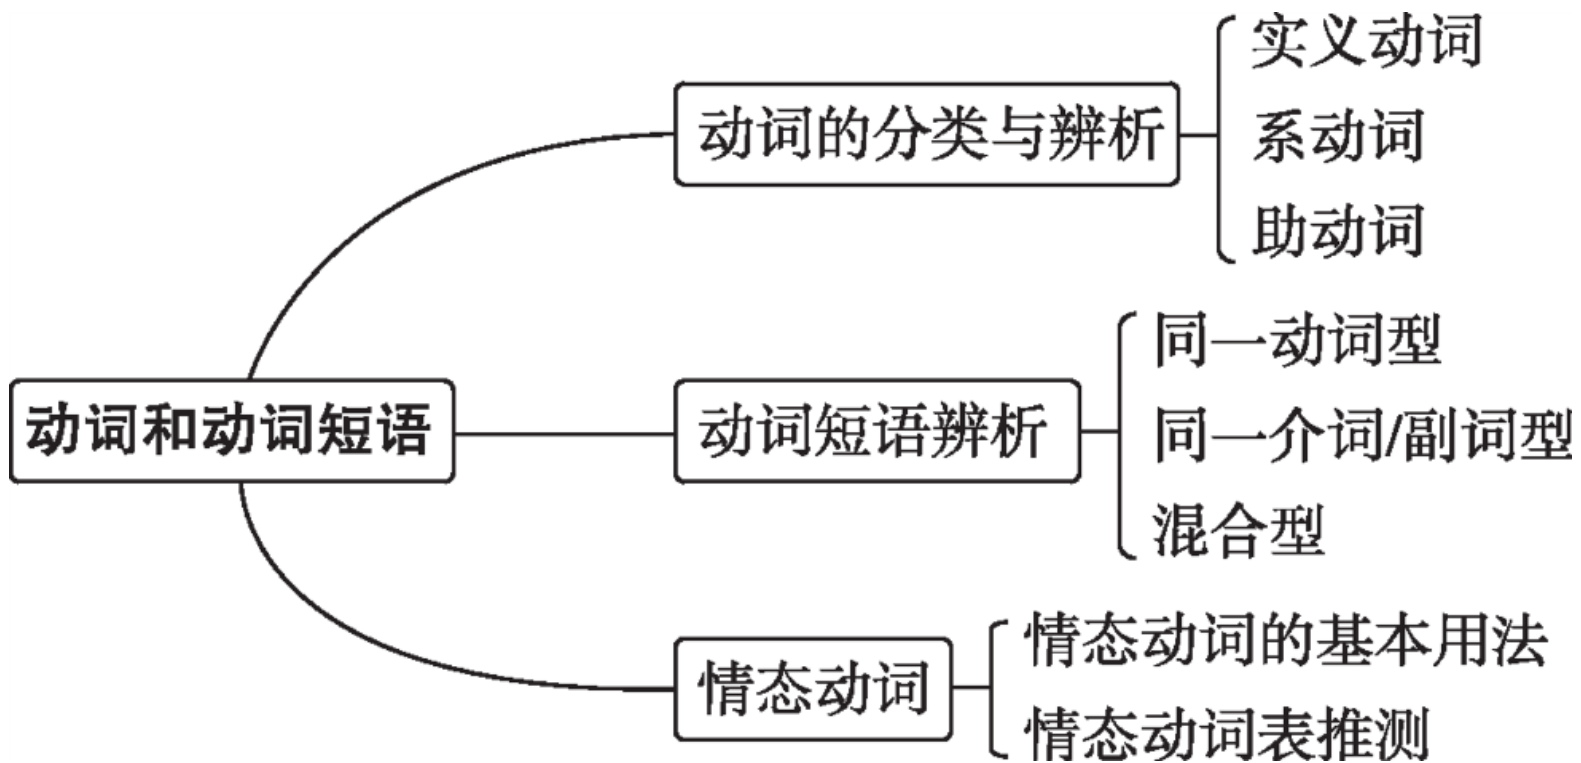 动词和动词短语
动词的分类与辨析
实义动词
系动词
助动词
动词短语辨析
同一动词型
同一介词/副词型
混合型
情态动词
情态动词的基本用法
情态动词表推测